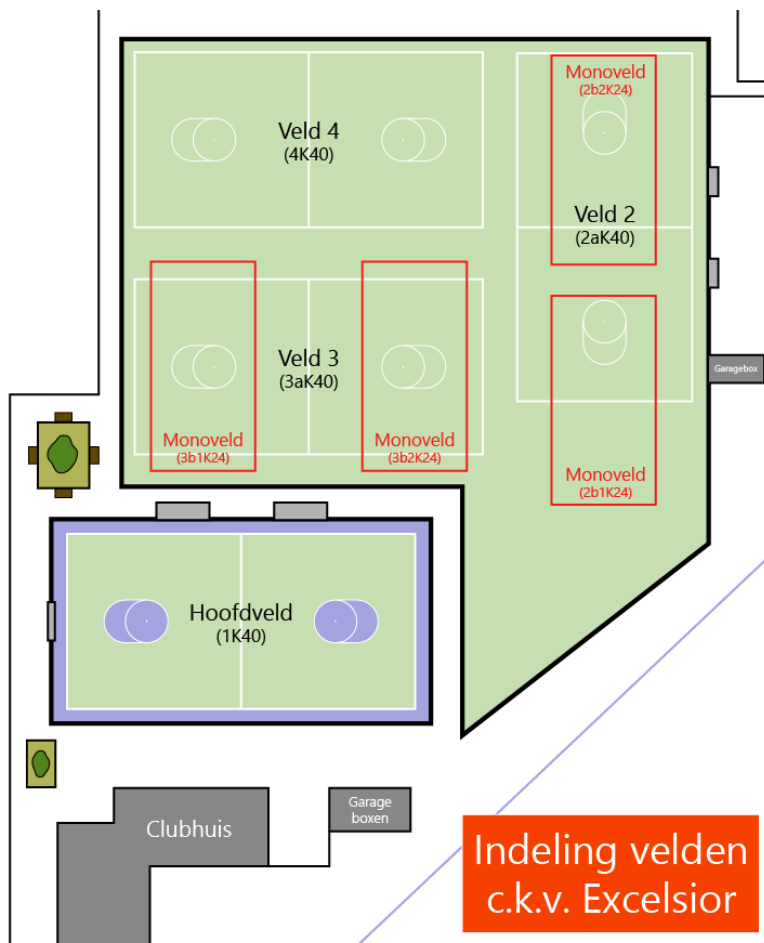 Monoveld
(2b2K24)
Veld 4
(4K40)
Veld 2
(2aK40)
Veld 3
(3aK40)
Garagebox
Monoveld
(3b1K24)
Monoveld
(3b2K24)
Monoveld
(2b1K24)
Hoofdveld
(1K40)
Garage
boxen
Clubhuis
Indeling velden
c.k.v. Excelsior